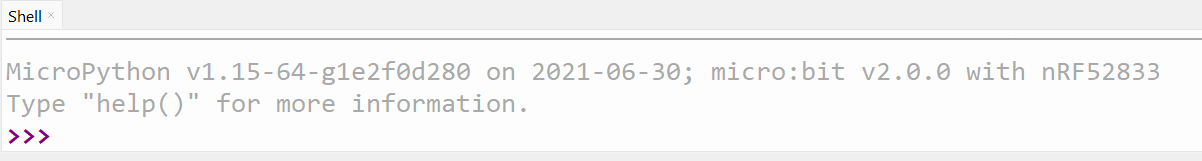 Shell ×
MicroPython v1.15-64-g1e2f0d280 on 2021-06-30; micro:bit v2.0.0 with nRF52833
Type "help()" for more information.
>>>